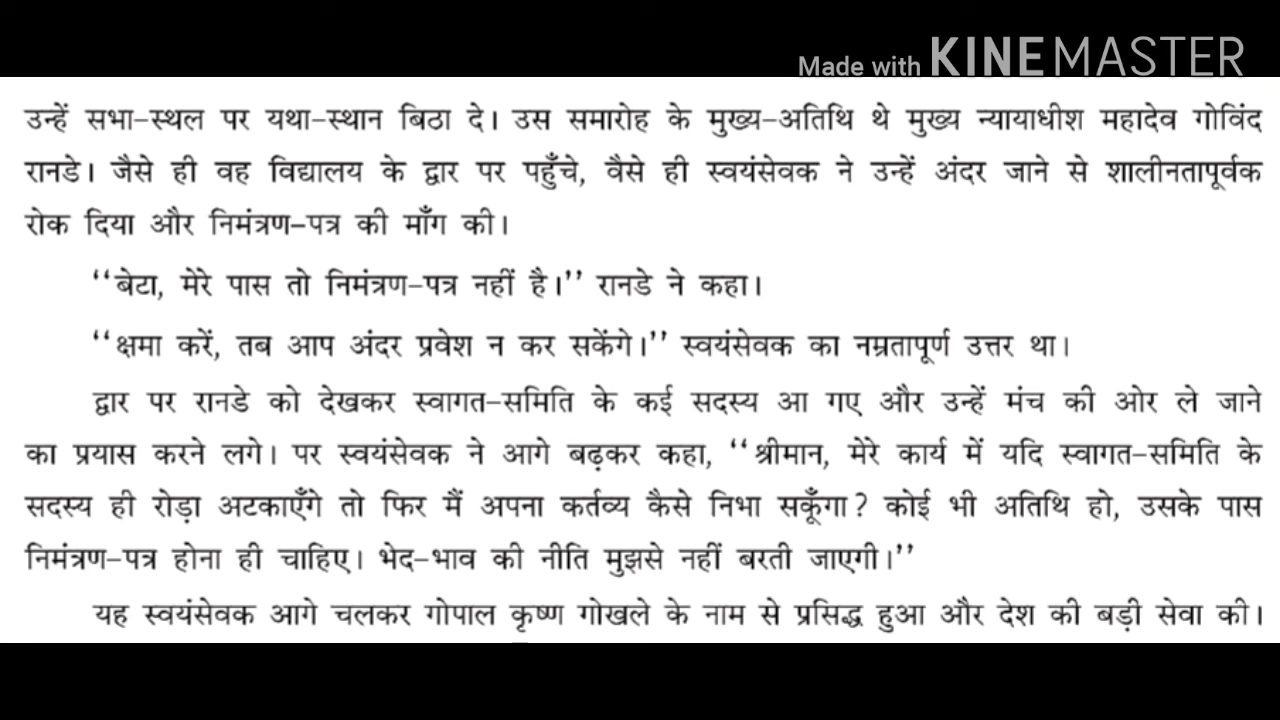 Made with KINEMASTER
उन्हें सभा-स्थल पर यथा-स्थान बिठा दे। उस समारोह के मुख्य-अतिथि थे मुख्य न्यायाधीश महादेव गोविंद
रानडे। जैसे ही वह विद्यालय के द्वार पर पहुँचे, वैसे ही स्वयंसेवक ने उन्हें अंदर जाने से शालीनतापूर्वक
रोक दिया और निमंत्रण-पत्र की माँग की।
‘‘बेटा, मेरे पास तो निमंत्रण-पत्र नहीं है।’’ रानडे ने कहा।
‘‘क्षमा करें, तब आप अंदर प्रवेश न कर सकेंगे।’’ स्वयंसेवक का नम्रतापूर्ण उत्तर था।
द्वार पर रानडे को देखकर स्वागत-समिति के कई सदस्य आ गए और उन्हें मंच की ओर ले जाने
का प्रयास करने लगे। पर स्वयंसेवक ने आगे बढ़कर कहा, ‘‘श्रीमान, मेरे कार्य में यदि स्वागत-समिति के
सदस्य ही रोड़ा अटकाएँगे तो फिर मैं अपना कर्तव्य कैसे निभा सकूँगा? कोई भी अतिथि हो, उसके पास
निमंत्रण-पत्र होना ही चाहिए। भेद-भाव की नीति मुझसे नहीं बरती जाएगी।’’
यह स्वयंसेवक आगे चलकर गोपाल कृष्ण गोखले के नाम से प्रसिद्ध हुआ और देश की बड़ी सेवा की।